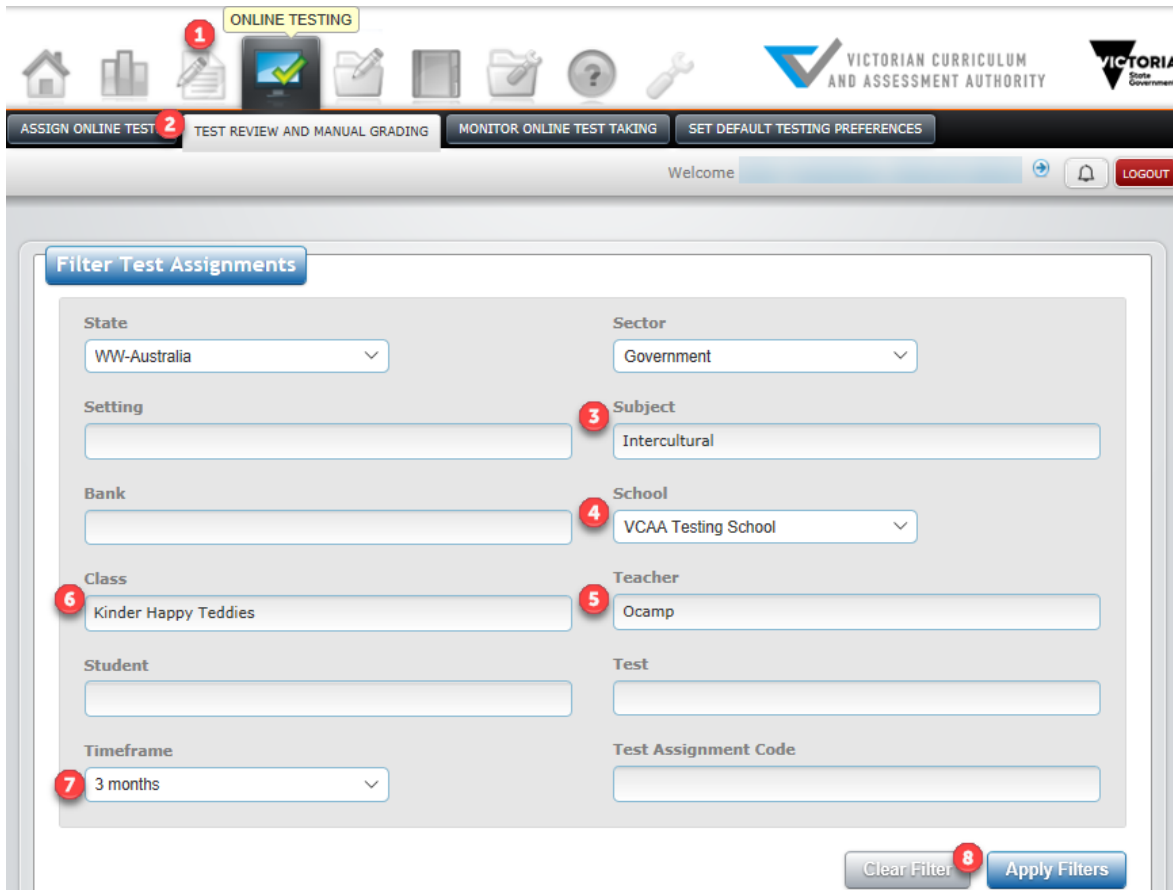 ONLINE TESTING
1
VICTORIAN CURRICULUM
AND ASSESSMENT AUTHORITY
VICTORIA
State
Government
ASSIGN ONLINE TEST
2
TEST REVIEW AND MANUAL GRADING
MONITOR ONLINE TEST TAKING
SET DEFAULT TESTING PREFERENCES
Welcome
LOGOUT
Filter Test Assignments
State
Sector
WW-Australia
Government
Setting
3 Subject
Intercultural
Bank
School
4
VCAA Testing School
Class
Teacher
6 Kinder Happy Teddies
5 Ocamp
Student
Test
Timeframe
Test Assignment Code
7 3 months
Clear Filter
8
Apply Filters
?